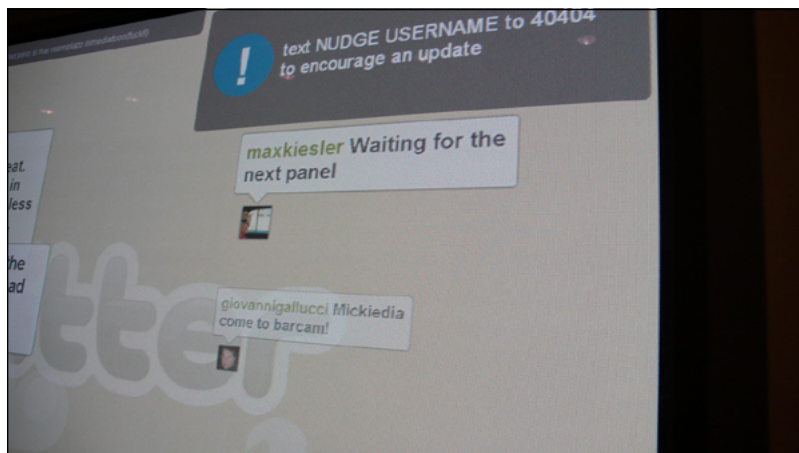 text NUDGE USERNAME to 40404
to encourage an update
eat.
in
less
maxkiesler Waiting for the
next panel
the
ad
giovannigallucci Mickiedia
come to barcam!
tter